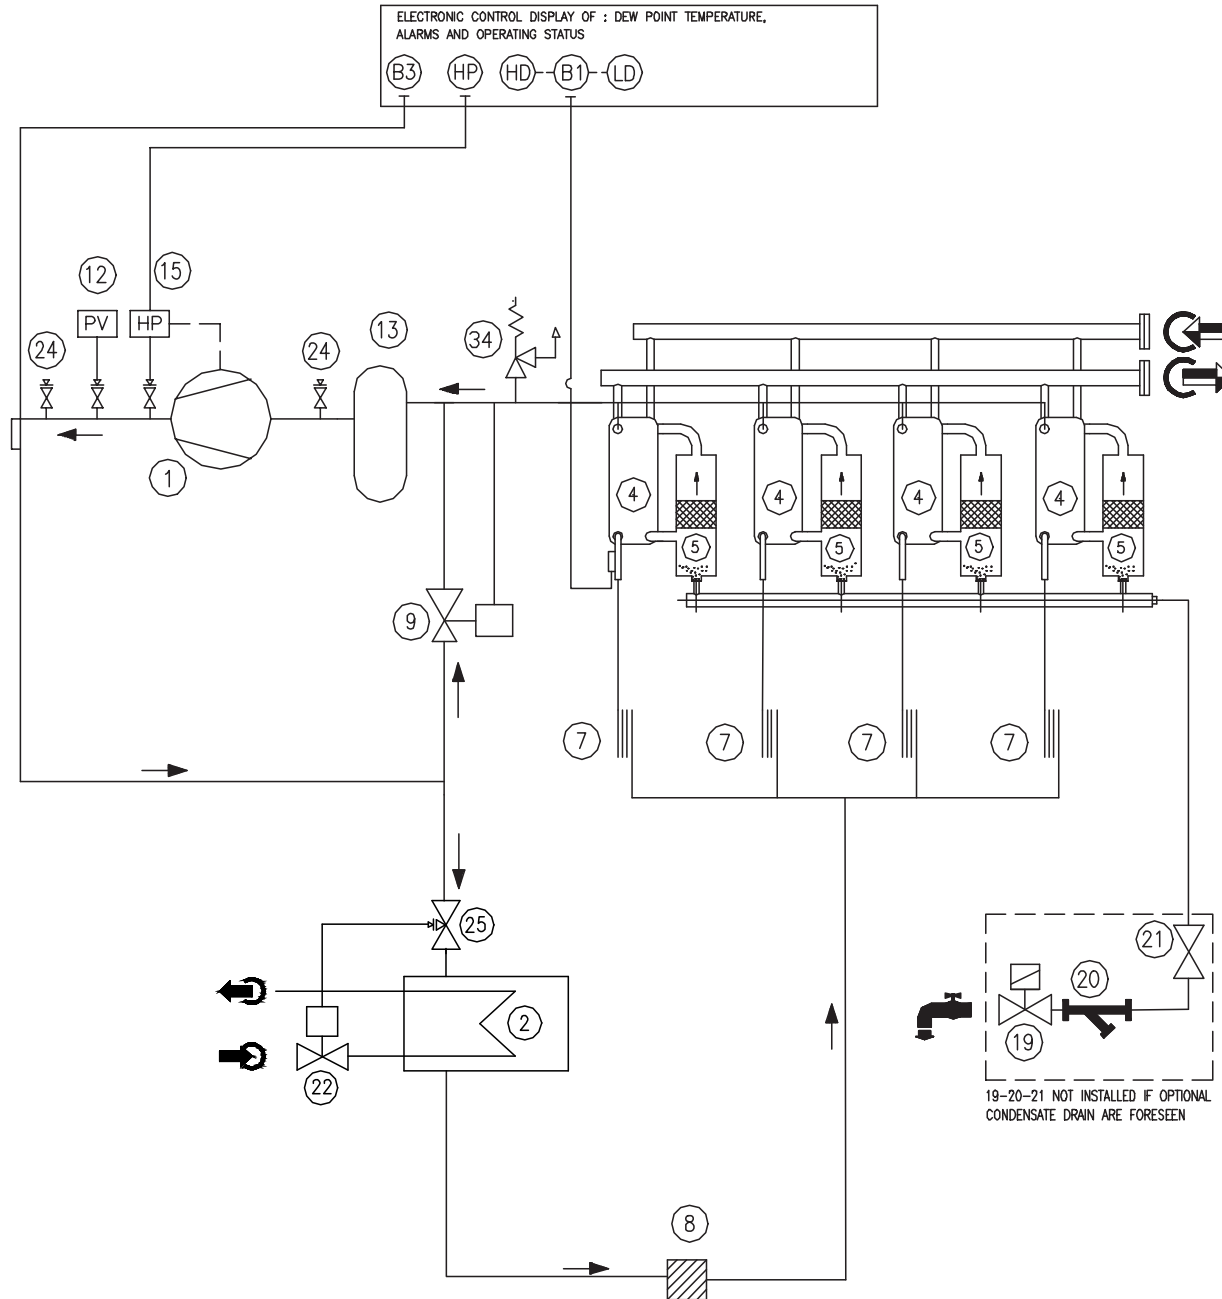 ELECTRONIC CONTROL DISPLAY OF : DEW POINT TEMPERATURE,
ALARMS AND OPERATING STATUS
B3 HP HD B1 LD
12 15
PV HP
24 24 13 34
1
4 4 4 4
5 5 5 5
9
7 7 7 7
25
21
20
2
19
22
19-20-21 NOT INSTALLED IF OPTIONAL
CONDENSATE DRAIN ARE FORESEEN
8